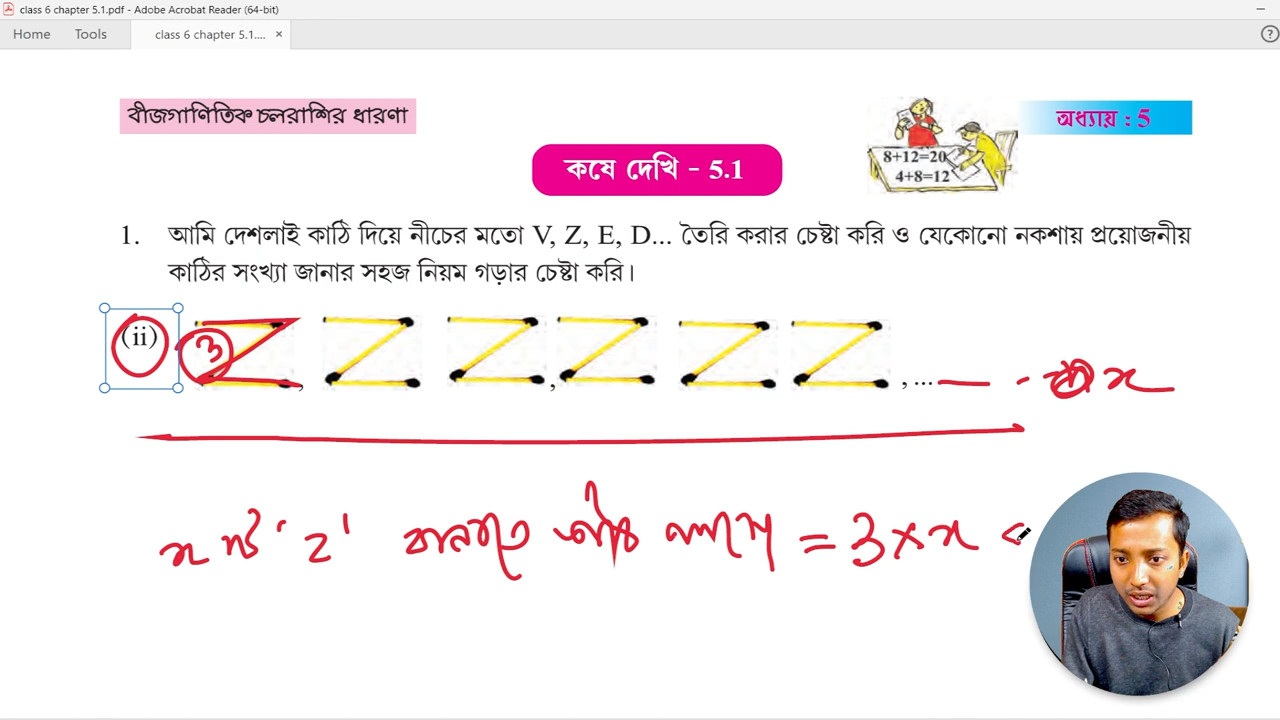 class 6 chapter 5.1.pdf - Adobe Acrobat Reader (64-bit)
Home Tools class 6 chapter 5.1.... ×
বীজগাণিতিক চলরাশির ধারণা
8+12=20
4+8=12
অধ্যায় : 5
কষে দেখি - 5.1
1. আমি দেশলাই কাঠি দিয়ে নীচের মতো V, Z, E, D... তৈরি করার চেষ্টা করি ও যেকোনো নকশায় প্রয়োজনীয়
কাঠির সংখ্যা জানার সহজ নিয়ম গড়ার চেষ্টা করি।
(ii) 3 , , , ... x
x টি 'Z' বানাতে কাঠি লাগে = 3 × x